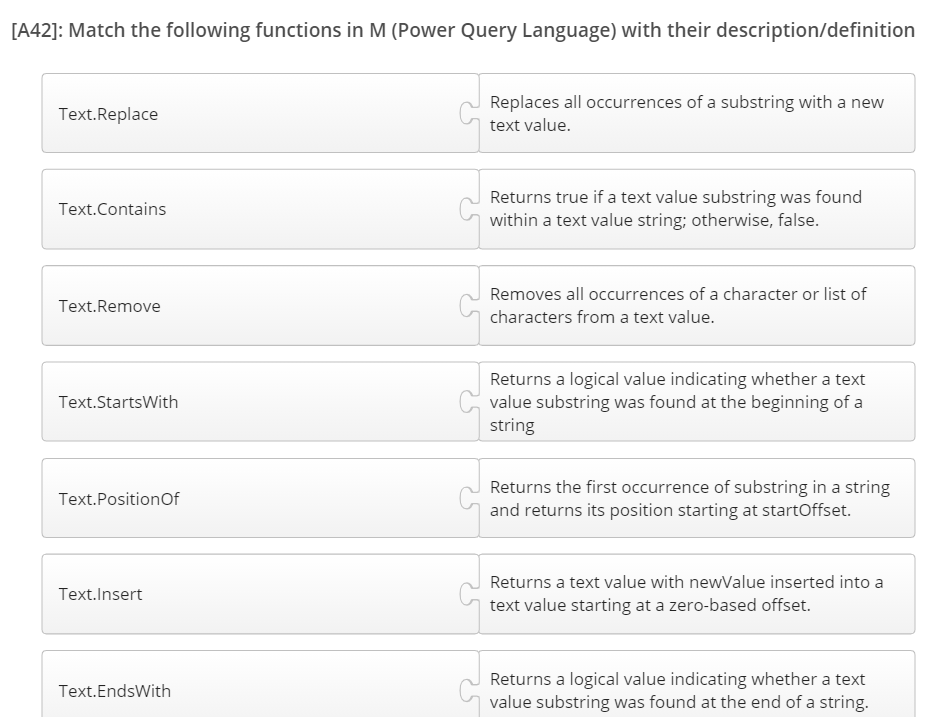 [A42]: Match the following functions in M (Power Query Language) with their description/definition
Text.Replace
Replaces all occurrences of a substring with a new
text value.
Text.Contains
Returns true if a text value substring was found
within a text value string; otherwise, false.
Text.Remove
Removes all occurrences of a character or list of
characters from a text value.
Text.StartsWith
Returns a logical value indicating whether a text
value substring was found at the beginning of a
string
Text.PositionOf
Returns the first occurrence of substring in a string
and returns its position starting at startOffset.
Text.Insert
Returns a text value with newValue inserted into a
text value starting at a zero-based offset.
Text.EndsWith
Returns a logical value indicating whether a text
value substring was found at the end of a string.